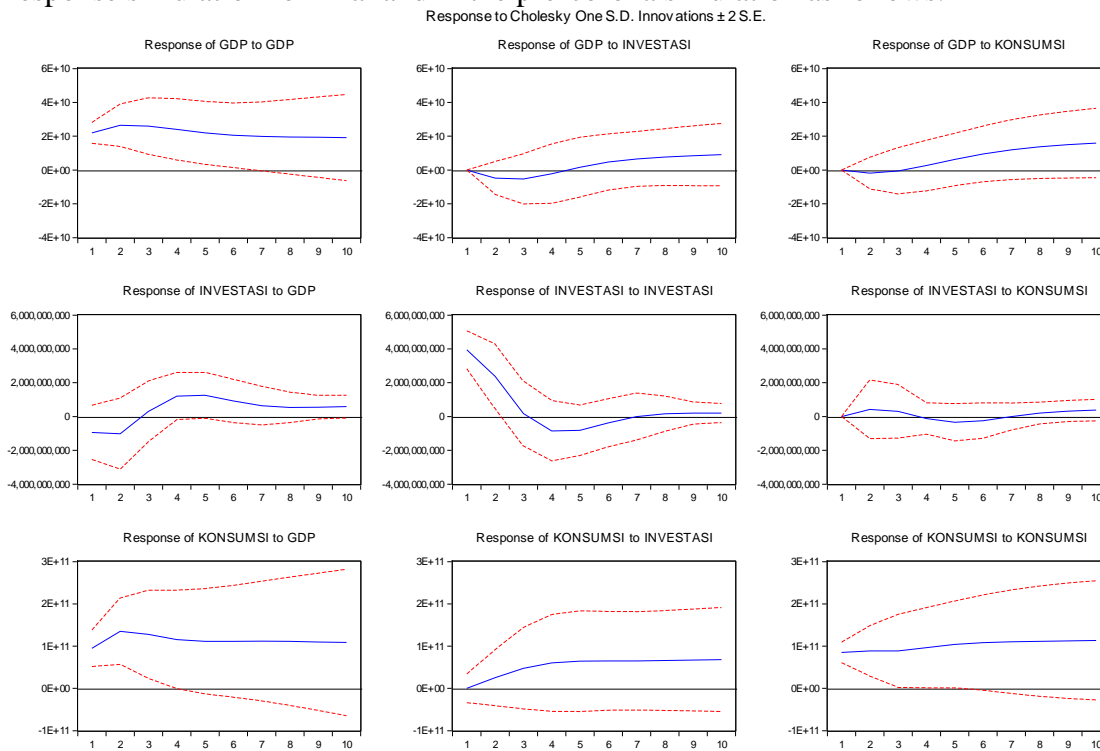 response simulation
as follows:
Response to Cholesky One S.D. Innovations ± 2 S.E.
Response of GDP to GDP
6E+10
4E+10
2E+10
0E+00
-2E+10
-4E+10
1 2 3 4 5 6 7 8 9 10
Response of GDP to INVESTASI
6E+10
4E+10
2E+10
0E+00
-2E+10
-4E+10
1 2 3 4 5 6 7 8 9 10
Response of GDP to KONSUMSI
6E+10
4E+10
2E+10
0E+00
-2E+10
-4E+10
1 2 3 4 5 6 7 8 9 10
Response of INVESTASI to GDP
6,000,000,000
4,000,000,000
2,000,000,000
0
-2,000,000,000
-4,000,000,000
1 2 3 4 5 6 7 8 9 10
Response of INVESTASI to INVESTASI
6,000,000,000
4,000,000,000
2,000,000,000
0
-2,000,000,000
-4,000,000,000
1 2 3 4 5 6 7 8 9 10
Response of INVESTASI to KONSUMSI
6,000,000,000
4,000,000,000
2,000,000,000
0
-2,000,000,000
-4,000,000,000
1 2 3 4 5 6 7 8 9 10
Response of KONSUMSI to GDP
3E+11
2E+11
1E+11
0E+00
-1E+11
1 2 3 4 5 6 7 8 9 10
Response of KONSUMSI to INVESTASI
3E+11
2E+11
1E+11
0E+00
-1E+11
1 2 3 4 5 6 7 8 9 10
Response of KONSUMSI to KONSUMSI
3E+11
2E+11
1E+11
0E+00
-1E+11
1 2 3 4 5 6 7 8 9 10